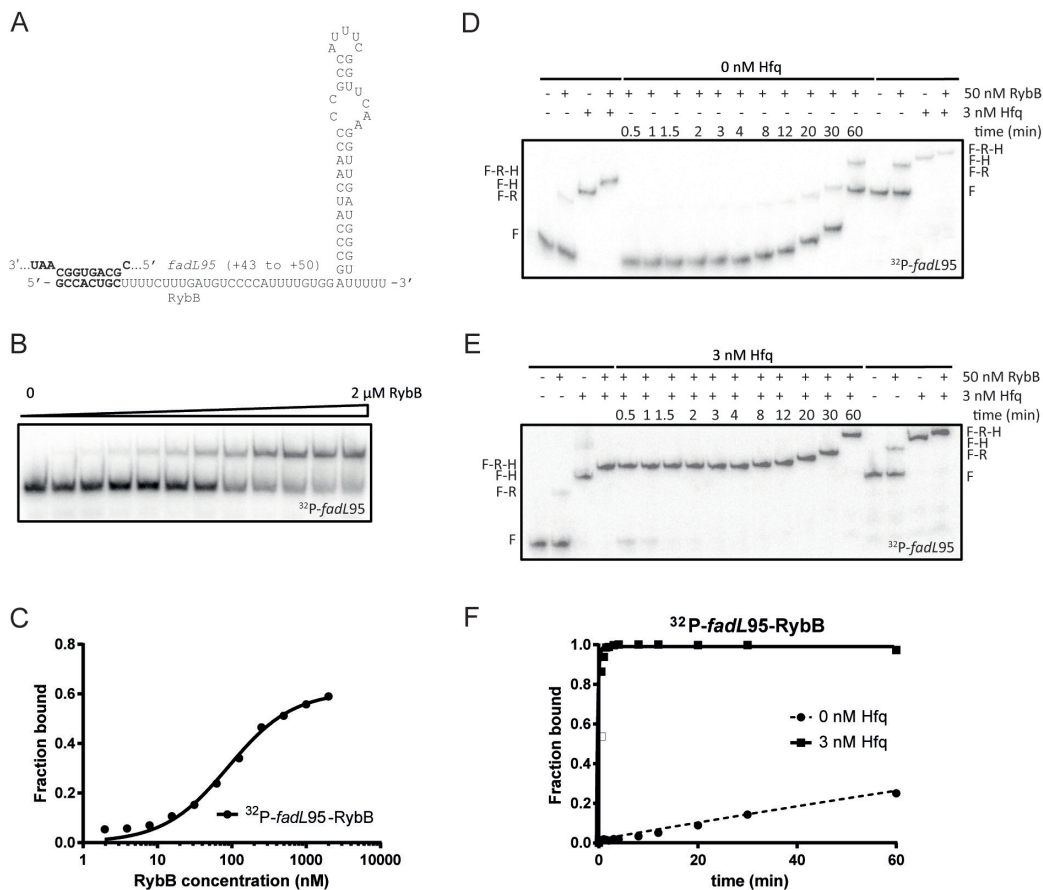 A
3'...UAA CGGUGACGC...5' fadL95 (+43 to +50)
5'-GCCACUGCUUUUCUUUGAUGUCCCCAUUUUGUGGAUUUUU-3'
RybB
B
0 2 µM RybB
³²P-fadL95
C
Fraction bound
0.8
0.6
0.4
0.2
0.0
1 10 100 1000 10000
³²P-fadL95-RybB
RybB concentration (nM)
D
0 nM Hfq
- + - + + + + + + + + + + + + + - + - + 50 nM RybB
- - + + - - - - - - - - - - - - - - + + 3 nM Hfq
0.5 1 1.5 2 3 4 8 12 20 30 60 time (min)
F-R-H
F-H
F-R
F
F-R-H
F-H
F-R
F
³²P-fadL95
E
3 nM Hfq
- + - + + + + + + + + + + + + - + - + 50 nM RybB
- - + + + + + + + + + + + + + - - + + 3 nM Hfq
0.5 1 1.5 2 3 4 8 12 20 30 60 time (min)
F-R-H
F-H
F-R
F
F-R-H
F-H
F-R
F
³²P-fadL95
F
³²P-fadL95-RybB
Fraction bound
1.0
0.8
0.6
0.4
0.2
0.0
0 20 40 60
0 nM Hfq
3 nM Hfq
time (min)